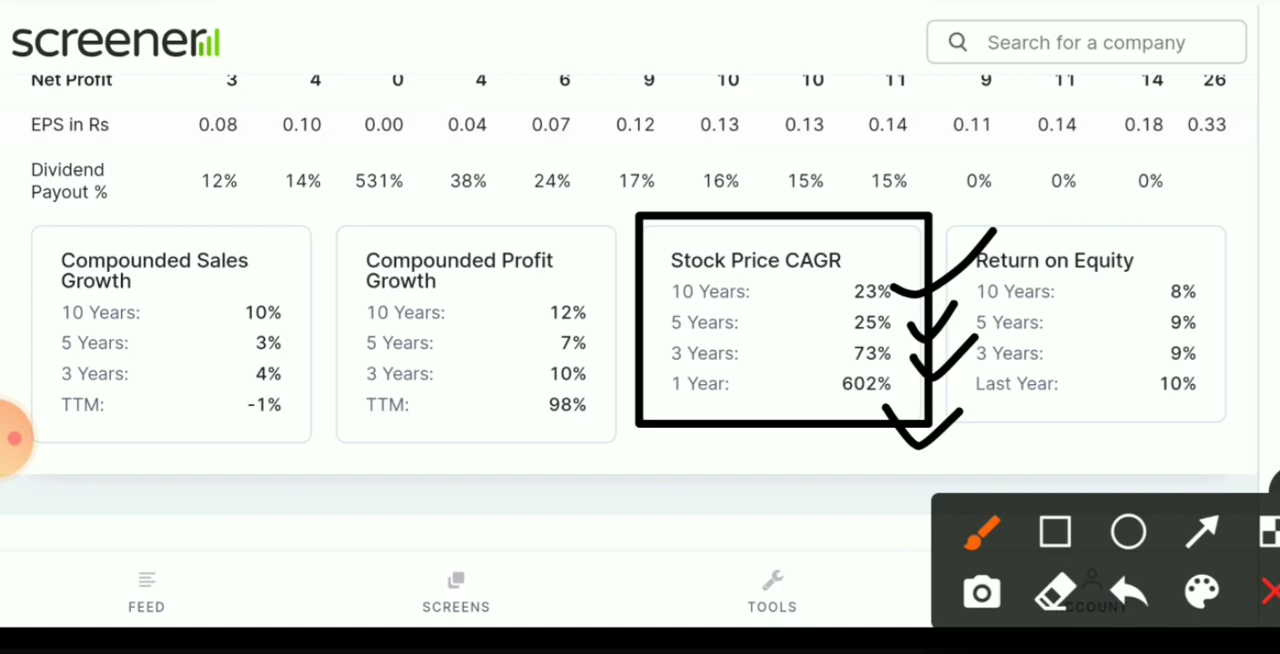 screener
Search for a company
Net Profit 3 4 0 4 6 9 10 10 11 9 11 14 26
EPS in Rs 0.08 0.10 0.00 0.04 0.07 0.12 0.13 0.13 0.14 0.11 0.14 0.18 0.33
Dividend
Payout % 12% 14% 531% 38% 24% 17% 16% 15% 15% 0% 0% 0%
Compounded Sales
Growth
10 Years: 10%
5 Years: 3%
3 Years: 4%
TTM: -1%
Compounded Profit
Growth
10 Years: 12%
5 Years: 7%
3 Years: 10%
TTM: 98%
Stock Price CAGR
10 Years: 23%
5 Years: 25%
3 Years: 73%
1 Year: 602%
Return on Equity
10 Years: 8%
5 Years: 9%
3 Years: 9%
Last Year: 10%
FEED
SCREENS
TOOLS